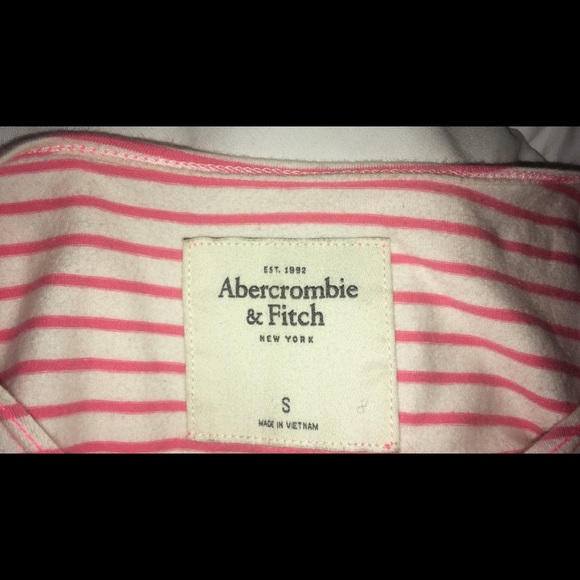 EST. 1892
Abercrombie
& Fitch
NEW YORK
S
MADE IN VIETNAM